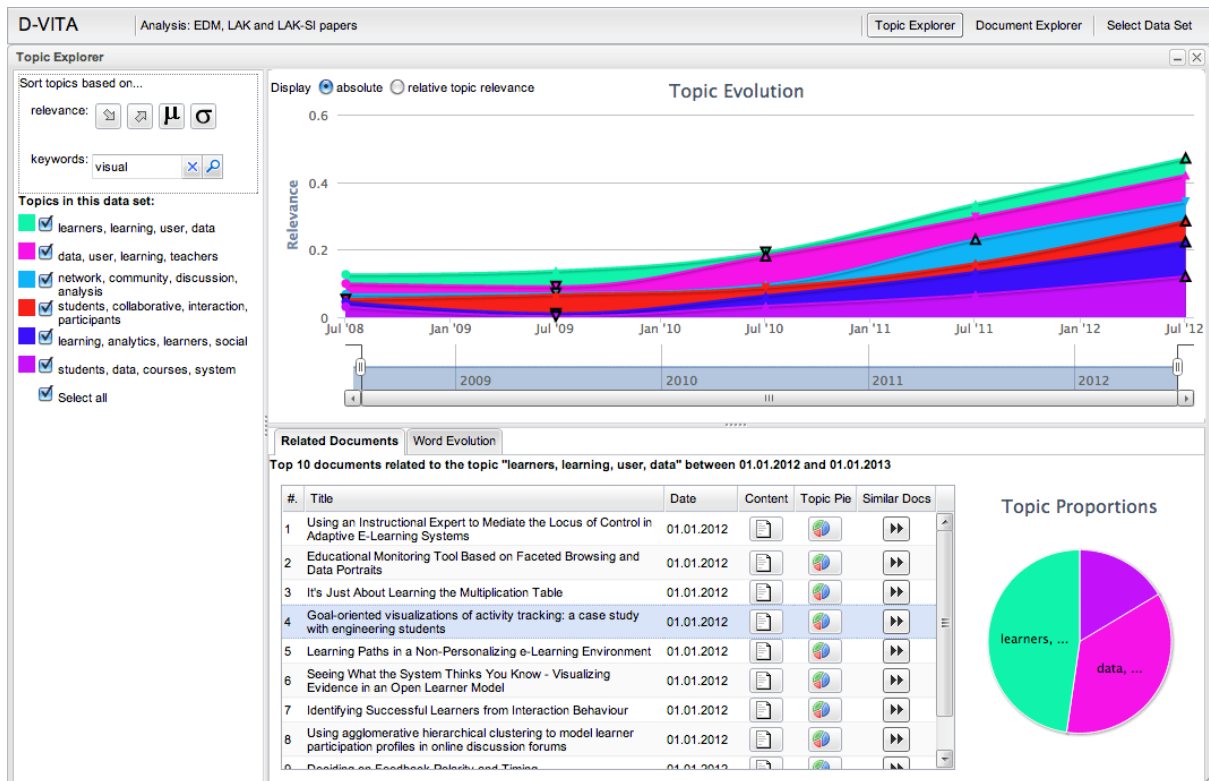 D-VITA
Analysis: EDM, LAK and LAK-SI papers
Topic Explorer
Document Explorer
Select Data Set
Topic Explorer
Sort topics based on...
relevance:
μ
σ
keywords:
visual
Topics in this data set:
learners, learning, user, data
data, user, learning, teachers
network, community, discussion,
analysis
students, collaborative, interaction,
participants
learning, analytics, learners, social
students, data, courses, system
Select all
Display
absolute
relative topic relevance
Topic Evolution
Relevance
0.6
0.4
0.2
0
Jul '08
Jan '09
Jul '09
Jan '10
Jul '10
Jan '11
Jul '11
Jan '12
Jul '12
2009
2010
2011
2012
Related Documents
Word Evolution
Top 10 documents related to the topic "learners, learning, user, data" between 01.01.2012 and 01.01.2013
#. Title Date Content Topic Pie Similar Docs
1 Using an Instructional Expert to Mediate the Locus of Control in
Adaptive E-Learning Systems
01.01.2012
2 Educational Monitoring Tool Based on Faceted Browsing and
Data Portraits
01.01.2012
3 It's Just About Learning the Multiplication Table 01.01.2012
4 Goal-oriented visualizations of activity tracking: a case study
with engineering students
01.01.2012
5 Learning Paths in a Non-Personalizing e-Learning Environment 01.01.2012
6 Seeing What the System Thinks You Know - Visualizing
Evidence in an Open Learner Model
01.01.2012
7 Identifying Successful Learners from Interaction Behaviour 01.01.2012
8 Using agglomerative hierarchical clustering to model learner
participation profiles in online discussion forums
01.01.2012
9 Deciding on Feedback Polarity and Timing 01.01.2012
Topic Proportions
learners, ...
data, ...